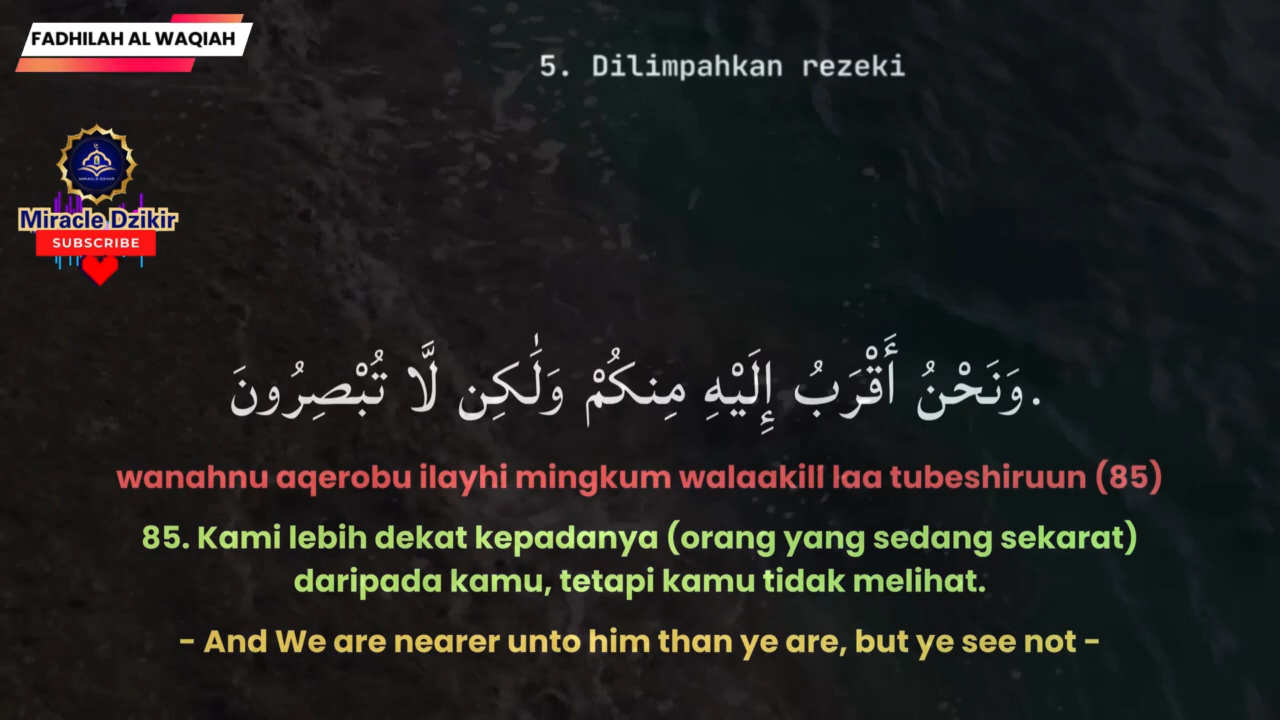 FADHILAH AL WAQIAH
5. Dilimpahkan rezeki
MIRACLE DZIKIR
Miracle Dzikir
SUBSCRIBE
وَنَحْنُ أَقْرَبُ إِلَيْهِ مِنكُمْ وَلَٰكِن لَّا تُبْصِرُونَ.
wanahnu aqerobu ilayhi mingkum walaakill laa tubeshiruun (85)
85. Kami lebih dekat kepadanya (orang yang sedang sekarat)
daripada kamu, tetapi kamu tidak melihat.
- And We are nearer unto him than ye are, but ye see not -